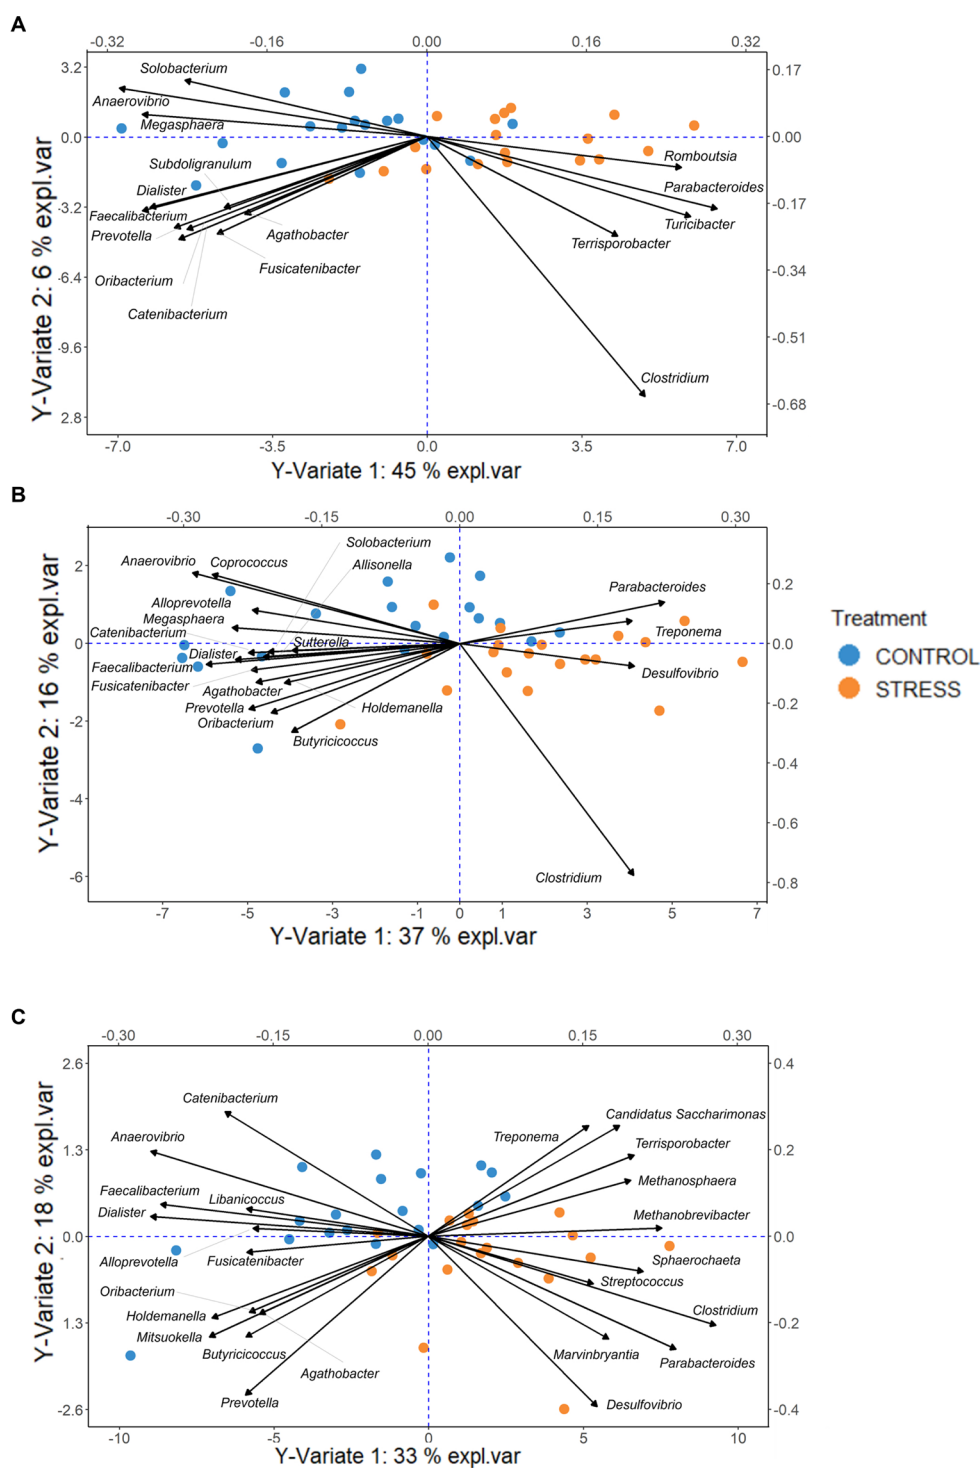 A
-0.32 -0.16 0.00 0.16 0.32
3.2
0.0
-3.2
-6.4
-9.6
2.8
0.17
0.00
-0.17
-0.34
-0.51
-0.68
Solobacterium
Anaerovibrio
Megasphaera
Subdoligranulum
Dialister
Faecalibacterium
Prevotella
Agathobacter
Fusicatenibacter
Oribacterium
Catenibacterium
Romboutsia
Parabacteroides
Turicibacter
Terrisporobacter
Clostridium
Y-Variate 2: 6 % expl.var
-7.0 -3.5 0.0 3.5 7.0
Y-Variate 1: 45 % expl.var
B
-0.30 -0.15 0.00 0.15 0.30
2
0
-2
-4
-6
0.2
0.0
-0.2
-0.4
-0.6
-0.8
Solobacterium
Anaerovibrio
Coprococcus
Allisonella
Alloprevotella
Megasphaera
Catenibacterium
Sutterella
Dialister
Faecalibacterium
Fusicatenibacter
Agathobacter
Prevotella
Holdemanella
Oribacterium
Butyricicoccus
Parabacteroides
Treponema
Desulfovibrio
Clostridium
Y-Variate 2: 16 % expl.var
-7 -5 -3 -1 0 1 3 5 7
Y-Variate 1: 37 % expl.var
Treatment
CONTROL
STRESS
C
-0.30 -0.15 0.00 0.15 0.30
2.6
1.3
0.0
1.3
-2.6
0.4
0.2
0.0
-0.2
-0.4
Catenibacterium
Anaerovibrio
Faecalibacterium
Libanicoccus
Dialister
Alloprevotella
Fusicatenibacter
Oribacterium
Holdemanella
Mitsuokella
Butyricicoccus
Agathobacter
Prevotella
Treponema
Candidatus Saccharimonas
Terrisporobacter
Methanosphaera
Methanobrevibacter
Sphaerochaeta
Streptococcus
Clostridium
Marvinbryantia
Parabacteroides
Desulfovibrio
Y-Variate 2: 18 % expl.var
-10 -5 0 5 10
Y-Variate 1: 33 % expl.var